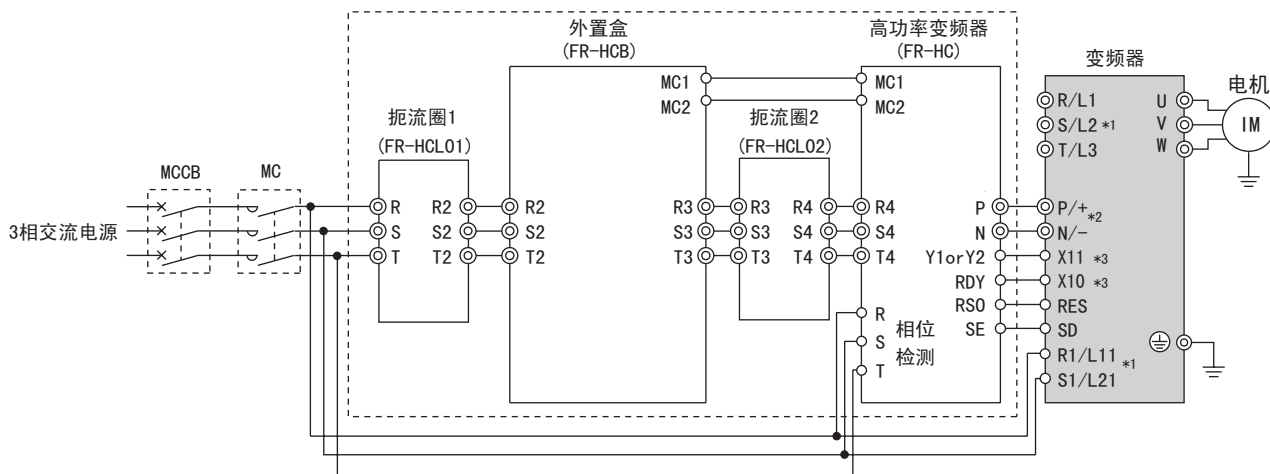 外置盒
(FR-HCB)
高功率变频器
(FR-HC)
变频器
电机
MC1
MC2
MC1
MC2
R/L1
S/L2 *1
T/L3
U
V
W
IM
扼流圈1
(FR-HCL01)
扼流圈2
(FR-HCL02)
MCCB
MC
3相交流电源
R
S
T
R2
S2
T2
R2
S2
T2
R3
S3
T3
R3
S3
T3
R4
S4
T4
R4
S4
T4
P
N
Y1orY2
RDY
RSO
SE
P/+
*2
N/-
X11 *3
X10 *3
RES
SD
R1/L11
*1
S1/L21
R
S
T
相位
检测